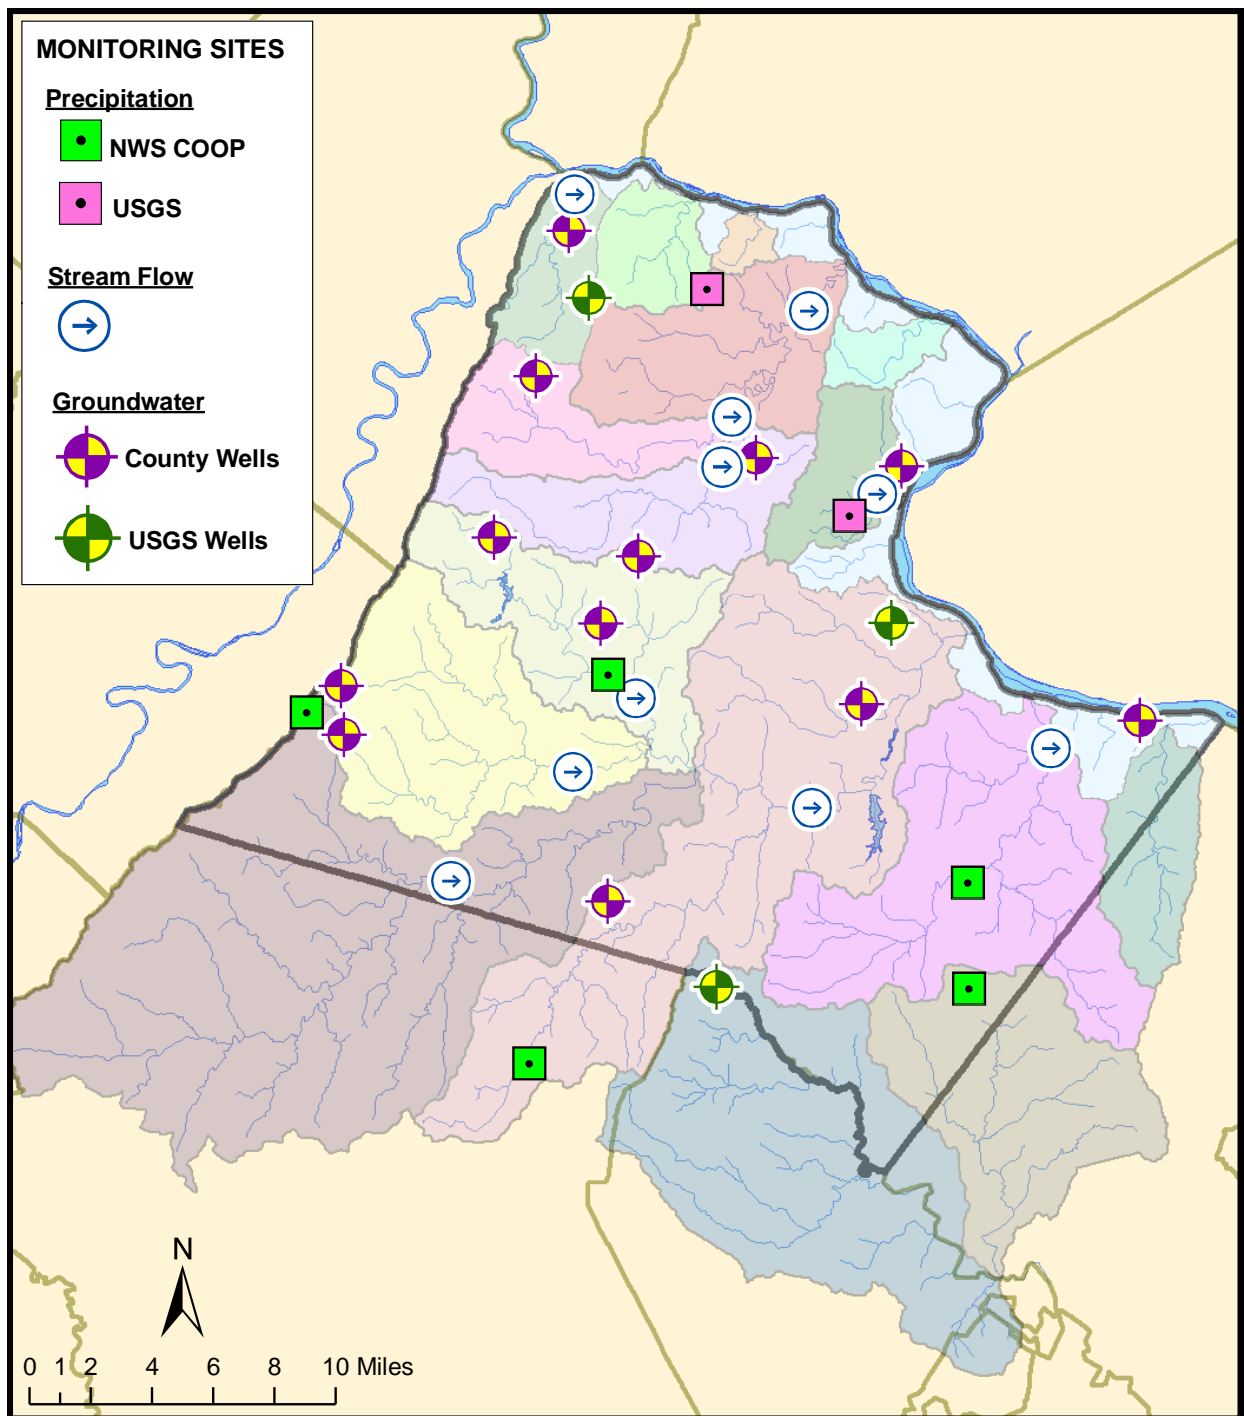 MONITORING SITES
Precipitation
NWS COOP
USGS
Stream Flow
Groundwater
County Wells
USGS Wells
N
0 1 2 4 6 8 10 Miles